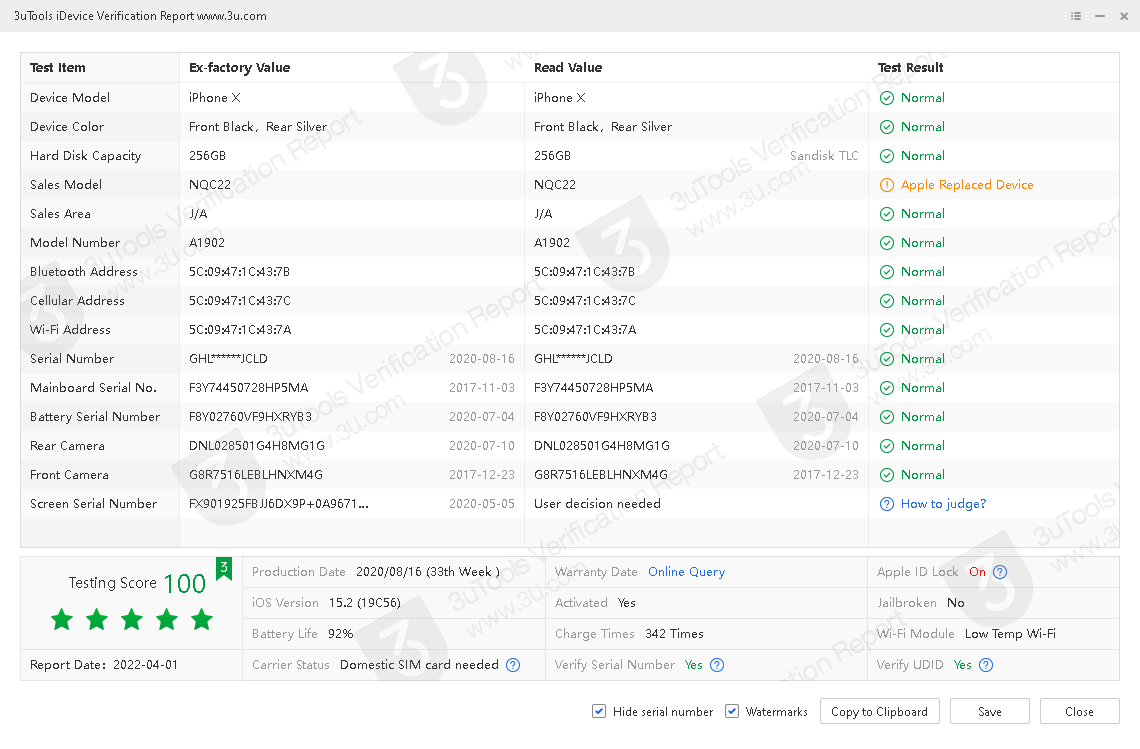 3uTools iDevice Verification Report www.3u.com
Test Item Ex-factory Value Read Value Test Result
Device Model iPhone X iPhone X Normal
Device Color Front Black, Rear Silver Front Black, Rear Silver Normal
Hard Disk Capacity 256GB 256GB Sandisk TLC Normal
Sales Model NQC22 NQC22 Apple Replaced Device
Sales Area J/A J/A Normal
Model Number A1902 A1902 Normal
Bluetooth Address 5C:09:47:1C:43:7B 5C:09:47:1C:43:7B Normal
Cellular Address 5C:09:47:1C:43:7C 5C:09:47:1C:43:7C Normal
Wi-Fi Address 5C:09:47:1C:43:7A 5C:09:47:1C:43:7A Normal
Serial Number GHL******JCLD 2020-08-16 GHL******JCLD 2020-08-16 Normal
Mainboard Serial No. F3Y74450728HP5MA 2017-11-03 F3Y74450728HP5MA 2017-11-03 Normal
Battery Serial Number F8Y02760VF9HXRYB3 2020-07-04 F8Y02760VF9HXRYB3 2020-07-04 Normal
Rear Camera DNL028501G4H8MG1G 2020-07-10 DNL028501G4H8MG1G 2020-07-10 Normal
Front Camera G8R7516LEBLHNXM4G 2017-12-23 G8R7516LEBLHNXM4G 2017-12-23 Normal
Screen Serial Number FX901925FBJJ6DX9P+0A9671... 2020-05-05 User decision needed How to judge?
Testing Score 100 3
Production Date 2020/08/16 (33th Week ) Warranty Date Online Query Apple ID Lock On
iOS Version 15.2 (19C56) Activated Yes Jailbroken No
Battery Life 92% Charge Times 342 Times Wi-Fi Module Low Temp Wi-Fi
Report Date: 2022-04-01 Carrier Status Domestic SIM card needed Verify Serial Number Yes Verify UDID Yes
Hide serial number Watermarks Copy to Clipboard Save Close
3uTools Verification Report
www.3u.com